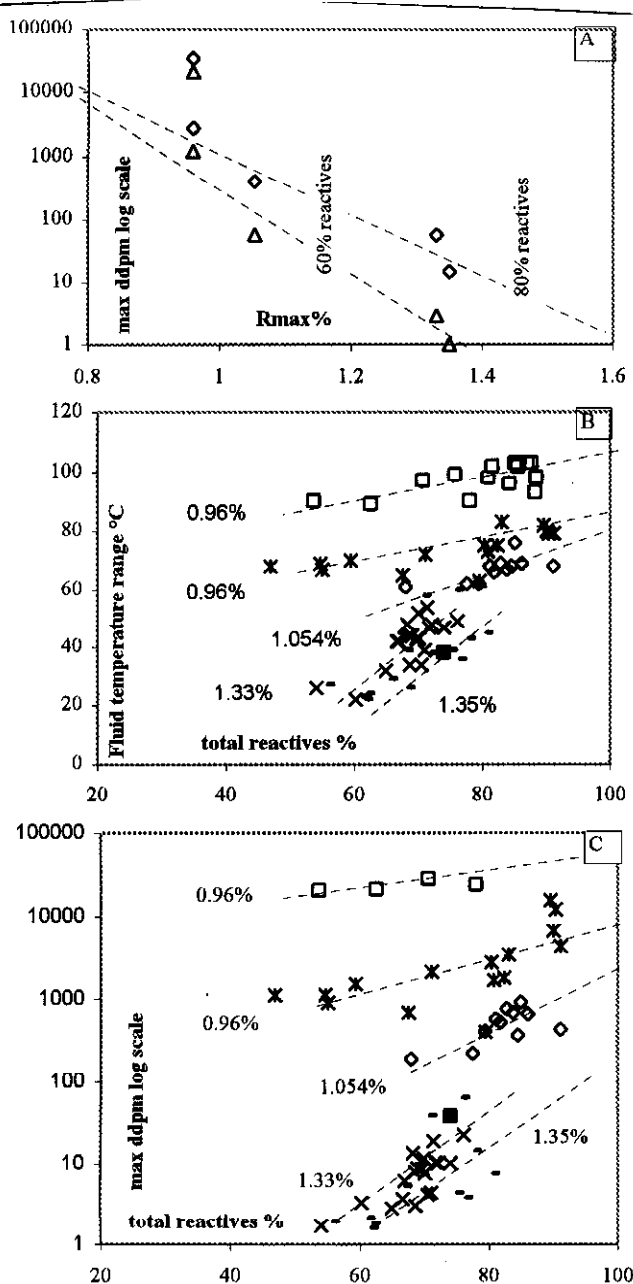 A
100000
10000
1000
100
10
1
max ddpm log scale
60% reactives
80% reactives
Rmax%
0.8 1 1.2 1.4 1.6
B
120
100
80
60
40
20
0
Fluid temperature range °C
0.96%
0.96%
1.054%
1.33%
1.35%
total reactives %
20 40 60 80 100
C
100000
10000
1000
100
10
1
max ddpm log scale
0.96%
0.96%
1.054%
1.33%
1.35%
total reactives %
20 40 60 80 100